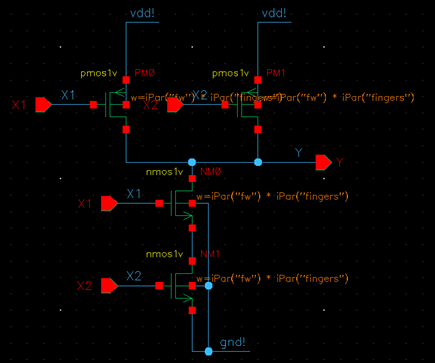 vdd! vdd!
pmos1v PM0 pmos1v PM1
X1 X1 w=iPar("fw") * iPar("fingers") X2 X2 w=iPar("fw") * iPar("fingers")
Y Y
nmos1v NM0
X1 X1 w=iPar("fw") * iPar("fingers")
nmos1v NM1
X2 X2 w=iPar("fw") * iPar("fingers")
gnd!